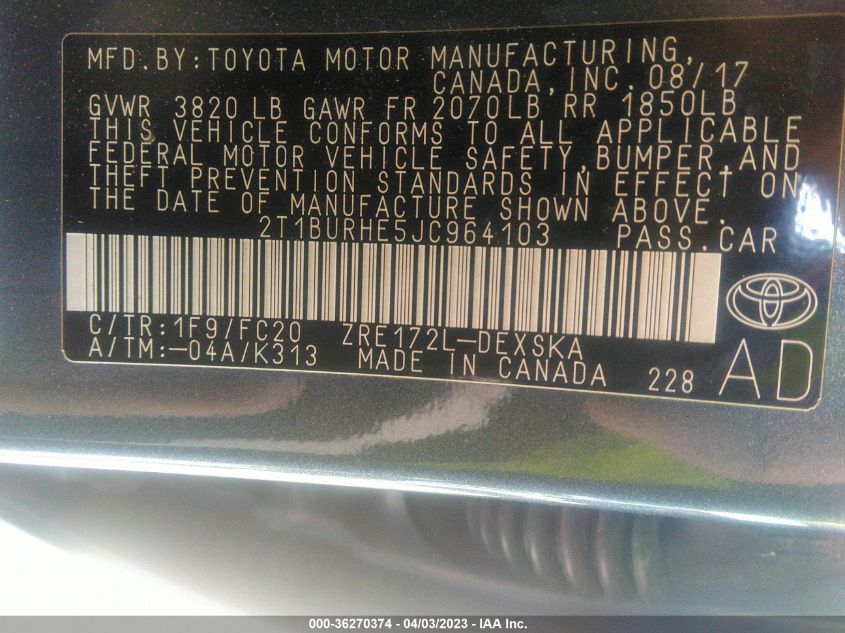 MFD.BY:TOYOTA MOTOR MANUFACTURING,
CANADA,INC. 08/17
GVWR 3820 LB GAWR FR 2070LB RR 1850LB
THIS VEHICLE CONFORMS TO ALL APPLICABLE
FEDERAL MOTOR VEHICLE SAFETY,BUMPER,AND
THEFT PREVENTION STANDARDS IN EFFECT ON
THE DATE OF MANUFACTURE SHOWN ABOVE.
2T1BURHE5JC964103 PASS.CAR
C/TR:1F9/FC20 ZRE172L-DEXSKA
A/TM:-04A/K313 MADE IN CANADA 228
AD
000-36270374 - 04/03/2023 - IAA Inc.